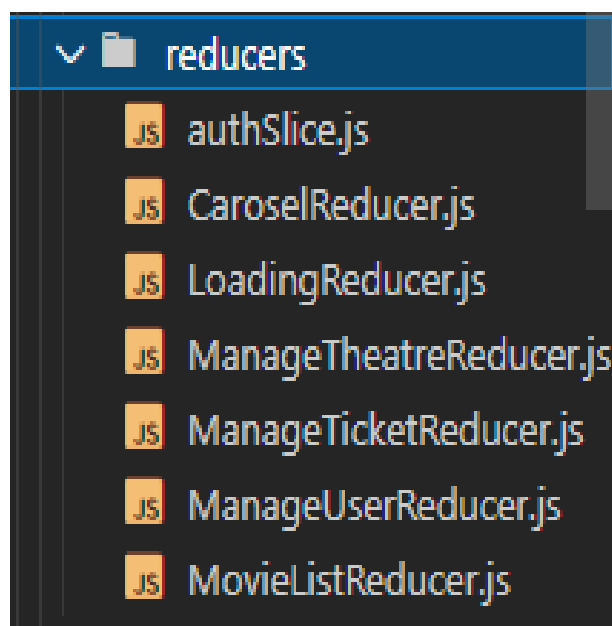 reducers
JS authSlice.js
JS CaroselReducer.js
JS LoadingReducer.js
JS ManageTheatreReducer.js
JS ManageTicketReducer.js
JS ManageUserReducer.js
JS MovieListReducer.js